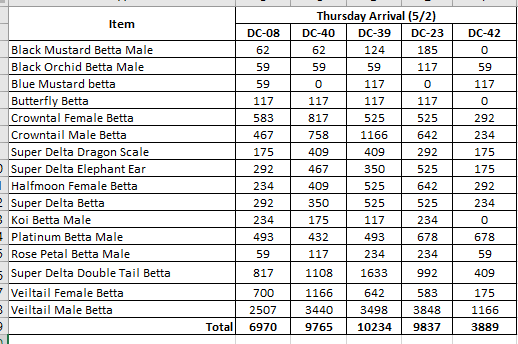 Item Thursday Arrival (5/2)
DC-08 DC-40 DC-39 DC-23 DC-42
Black Mustard Betta Male 62 62 124 185 0
Black Orchid Betta Male 59 59 59 117 59
Blue Mustard betta 59 0 117 0 117
Butterfly Betta 117 117 117 117 0
Crowntal Female Betta 583 817 525 525 292
Crowntail Male Betta 467 758 1166 642 234
Super Delta Dragon Scale 175 409 409 292 175
Super Delta Elephant Ear 292 467 350 525 175
Halfmoon Female Betta 234 409 525 642 292
Super Delta Betta 292 350 525 525 234
Koi Betta Male 234 175 117 234 0
Platinum Betta Male 493 432 493 678 678
Rose Petal Betta Male 59 117 234 234 59
Super Delta Double Tail Betta 817 1108 1633 992 409
Veiltail Female Betta 700 1166 642 583 175
Veiltail Male Betta 2507 3440 3498 3848 1166
Total 6970 9765 10234 9837 3889